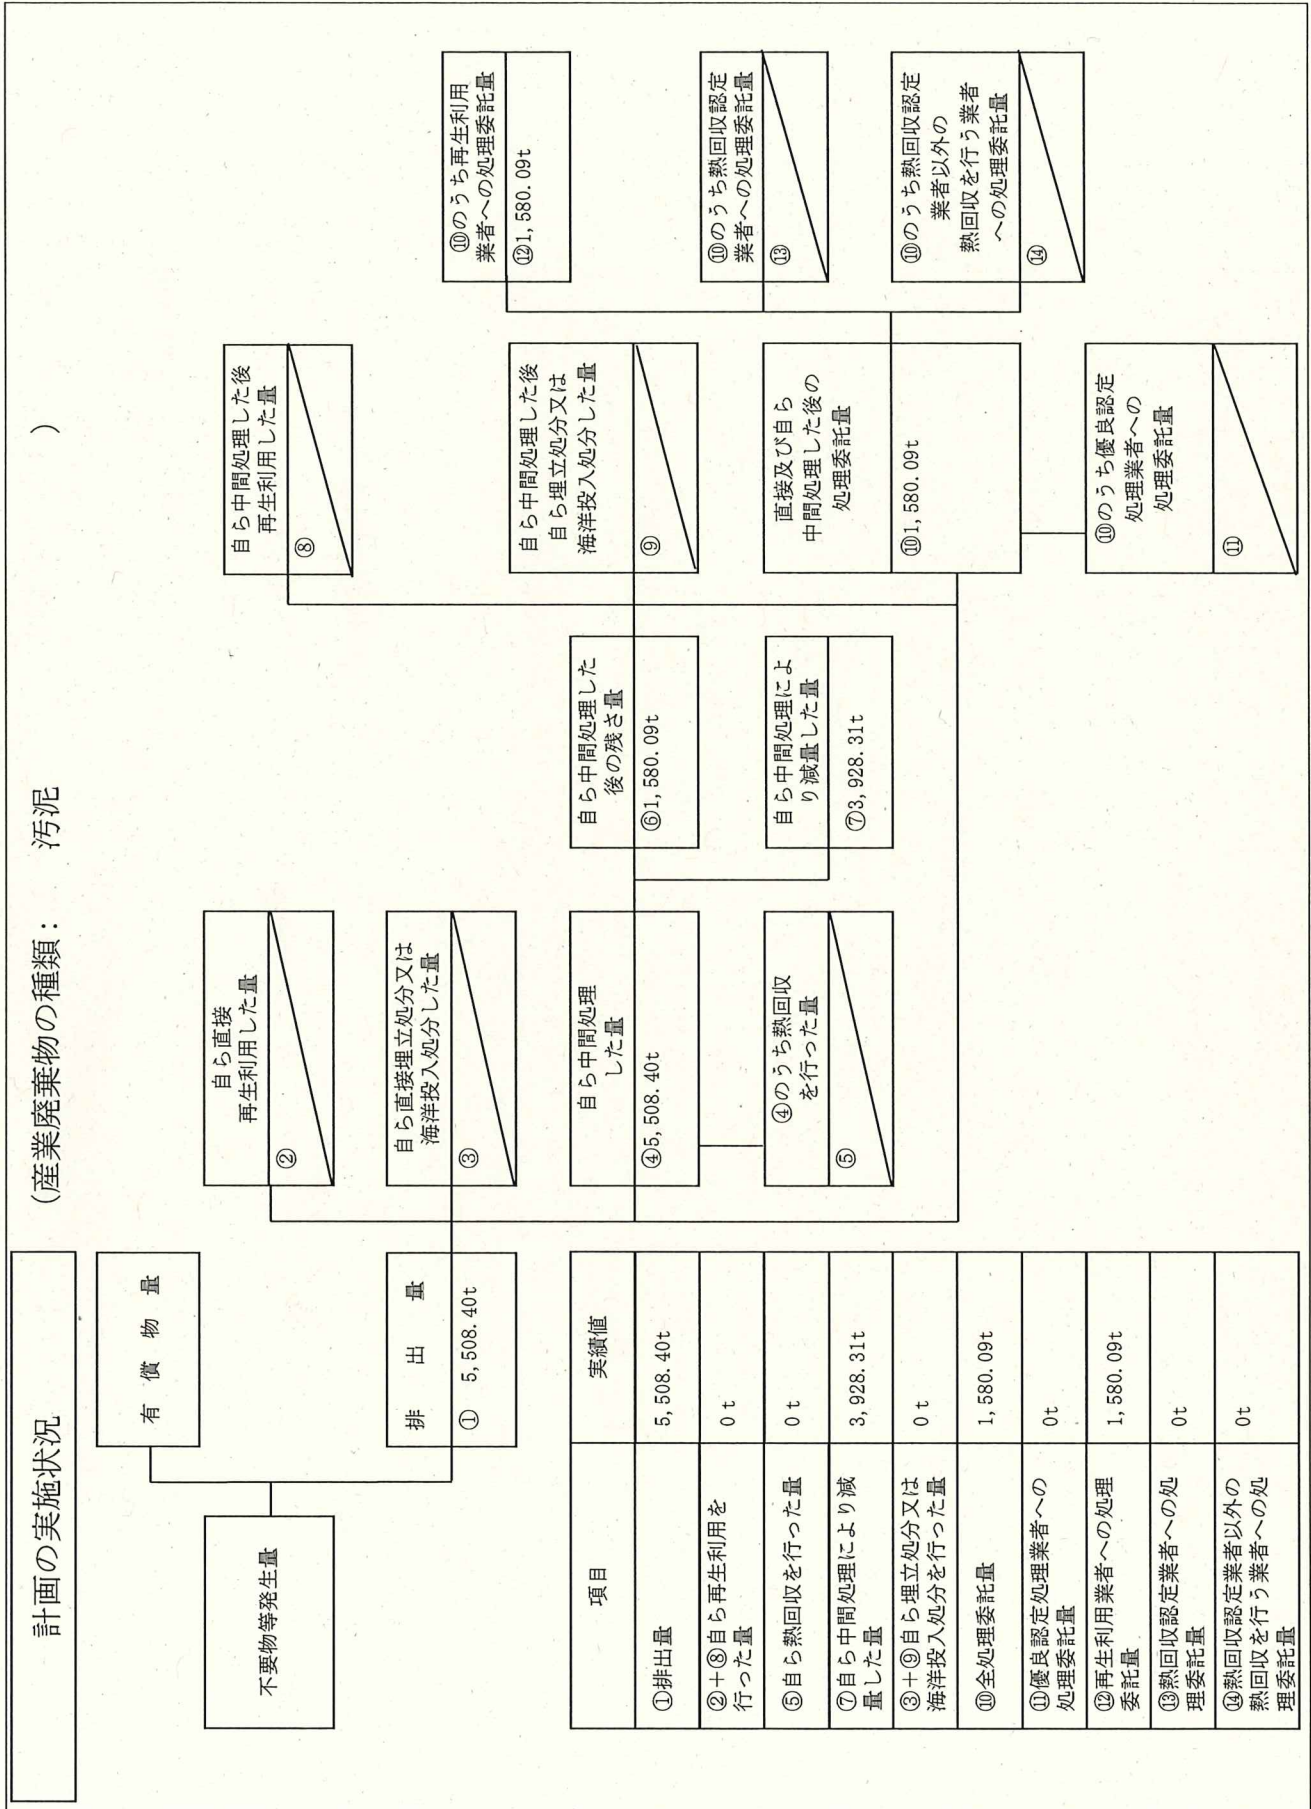 計画の実施状況
(産業廃棄物の種類： 汚泥 )
不要物等発生量
有 償 物 量
排 出 量
① 5,508.40t
自ら直接
再生利用した量
②
自ら直接埋立処分又は
海洋投入処分した量
③
自ら中間処理
した量
④5,508.40t
④のうち熱回収
を行った量
⑤
自ら中間処理した
後の残さ量
⑥1,580.09t
自ら中間処理によ
り減量した量
⑦3,928.31t
自ら中間処理した後
再生利用した量
⑧
自ら中間処理した後
自ら埋立処分又は
海洋投入処分した量
⑨
直接及び自ら
中間処理した後の
処理委託量
⑩1,580.09t
⑩のうち優良認定
処理業者への
処理委託量
⑪
⑩のうち再生利用
業者への処理委託量
⑫1,580.09t
⑩のうち熱回収認定
業者への処理委託量
⑬
⑩のうち熱回収認定
業者以外の
熱回収を行う業者
への処理委託量
⑭
項目 実績値
①排出量 5,508.40t
②＋⑧自ら再生利用を
行った量 0t
⑤自ら熱回収を行った量 0t
⑦自ら中間処理により減
量した量 3,928.31t
③＋⑨自ら埋立処分又は
海洋投入処分を行った量 0t
⑩全処理委託量 1,580.09t
⑪優良認定処理業者への
処理委託量 0t
⑫再生利用業者への処理
委託量 1,580.09t
⑬熱回収認定業者への処
理委託量 0t
⑭熱回収認定業者以外の
熱回収を行う業者への処
理委託量 0t